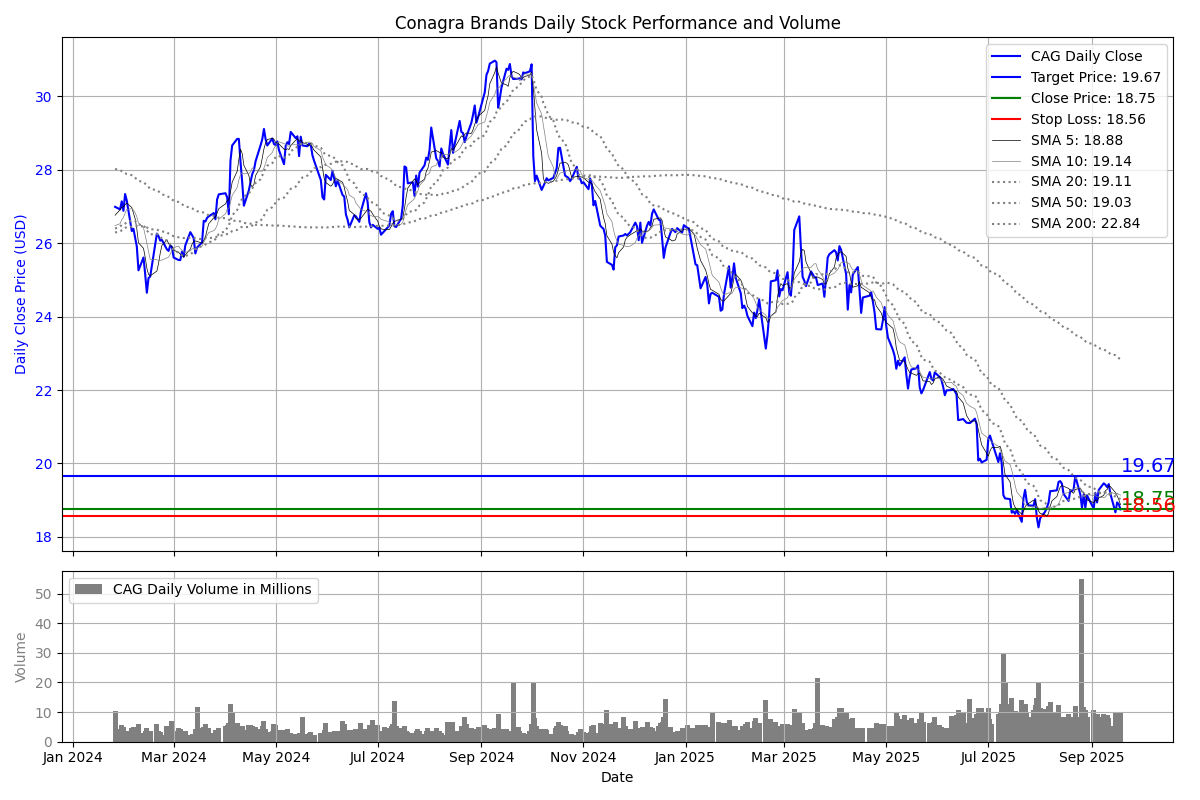 Conagra Brands Daily Stock Performance and Volume
Daily Close Price (USD)
30
28
26
24
22
20
18
CAG Daily Close
Target Price: 19.67
Close Price: 18.75
Stop Loss: 18.56
SMA 5: 18.88
SMA 10: 19.14
SMA 20: 19.11
SMA 50: 19.03
SMA 200: 22.84
19.67
18.75
18.56
Volume
50
40
30
20
10
0
CAG Daily Volume in Millions
Jan 2024
Mar 2024
May 2024
Jul 2024
Sep 2024
Nov 2024
Jan 2025
Mar 2025
May 2025
Jul 2025
Sep 2025
Date